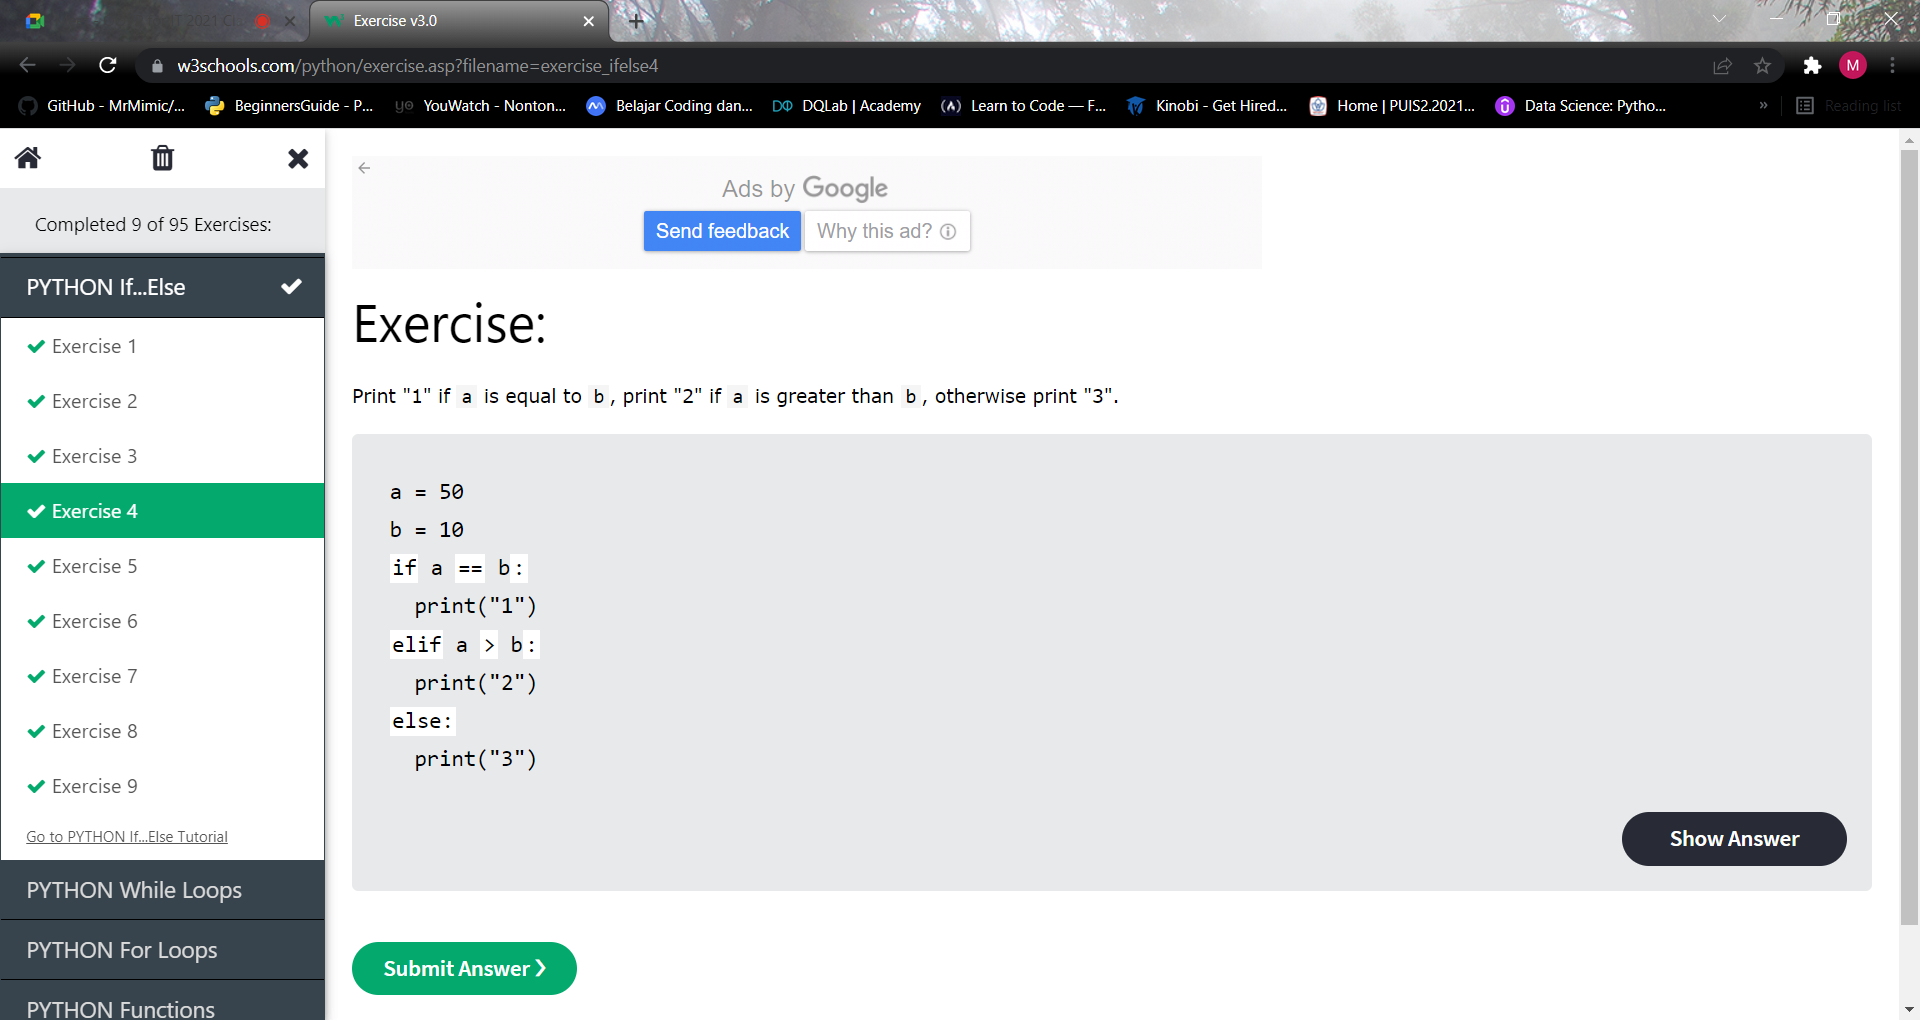 Exercise v3.0
w3schools.com/python/exercise.asp?filename=exercise_ifelse4
M
GitHub - MrMimic/...
BeginnersGuide - P...
YouWatch - Nonton...
Belajar Coding dan...
DQLab | Academy
Learn to Code — F...
Kinobi - Get Hired...
Home | PUIS2.2021...
Data Science: Pytho...
»
Reading list
Completed 9 of 95 Exercises:
PYTHON If...Else
Exercise 1
Exercise 2
Exercise 3
Exercise 4
Exercise 5
Exercise 6
Exercise 7
Exercise 8
Exercise 9
Go to PYTHON If...Else Tutorial
PYTHON While Loops
PYTHON For Loops
PYTHON Functions
Ads by Google
Send feedback
Why this ad?
Exercise:
Print "1" if a is equal to b, print "2" if a is greater than b, otherwise print "3".
a = 50
b = 10
if a == b:
  print("1")
elif a > b:
  print("2")
else:
  print("3")
Show Answer
Submit Answer ❯